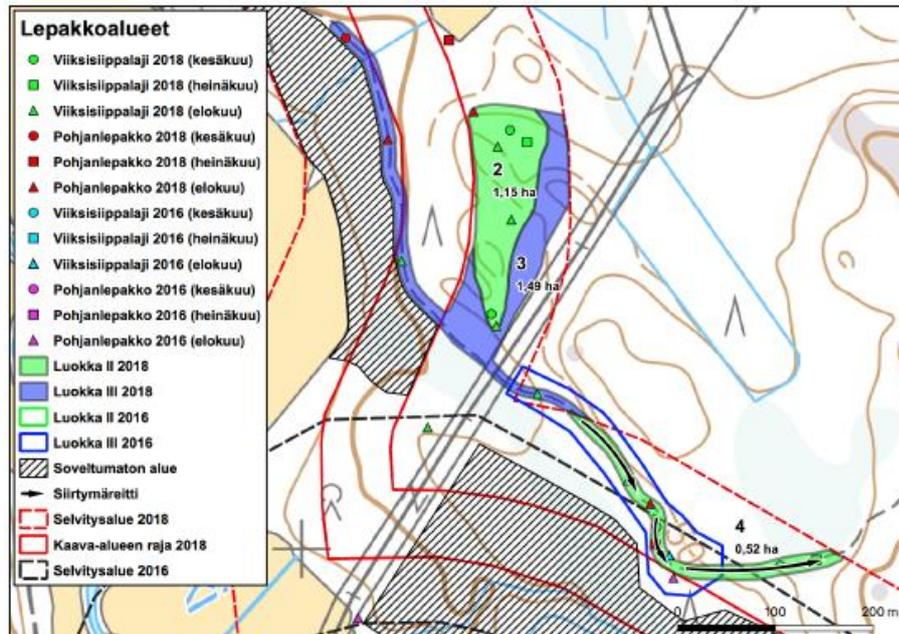 Lepakkoalueet
Viiksisiippalaji 2018 (kesäkuu)
Viiksisiippalaji 2018 (heinäkuu)
Viiksisiippalaji 2018 (elokuu)
Pohjanlepakko 2018 (kesäkuu)
Pohjanlepakko 2018 (heinäkuu)
Pohjanlepakko 2018 (elokuu)
Viiksisiippalaji 2016 (kesäkuu)
Viiksisiippalaji 2016 (heinäkuu)
Viiksisiippalaji 2016 (elokuu)
Pohjanlepakko 2016 (kesäkuu)
Pohjanlepakko 2016 (heinäkuu)
Pohjanlepakko 2016 (elokuu)
Luokka II 2018
Luokka III 2018
Luokka II 2016
Luokka III 2016
Soveltumaton alue
Siirtymäreitti
Selvitysalue 2018
Kaava-alueen raja 2018
Selvitysalue 2016
2
1,15 ha
3
1,49 ha
4
0,52 ha
0 100 200 m